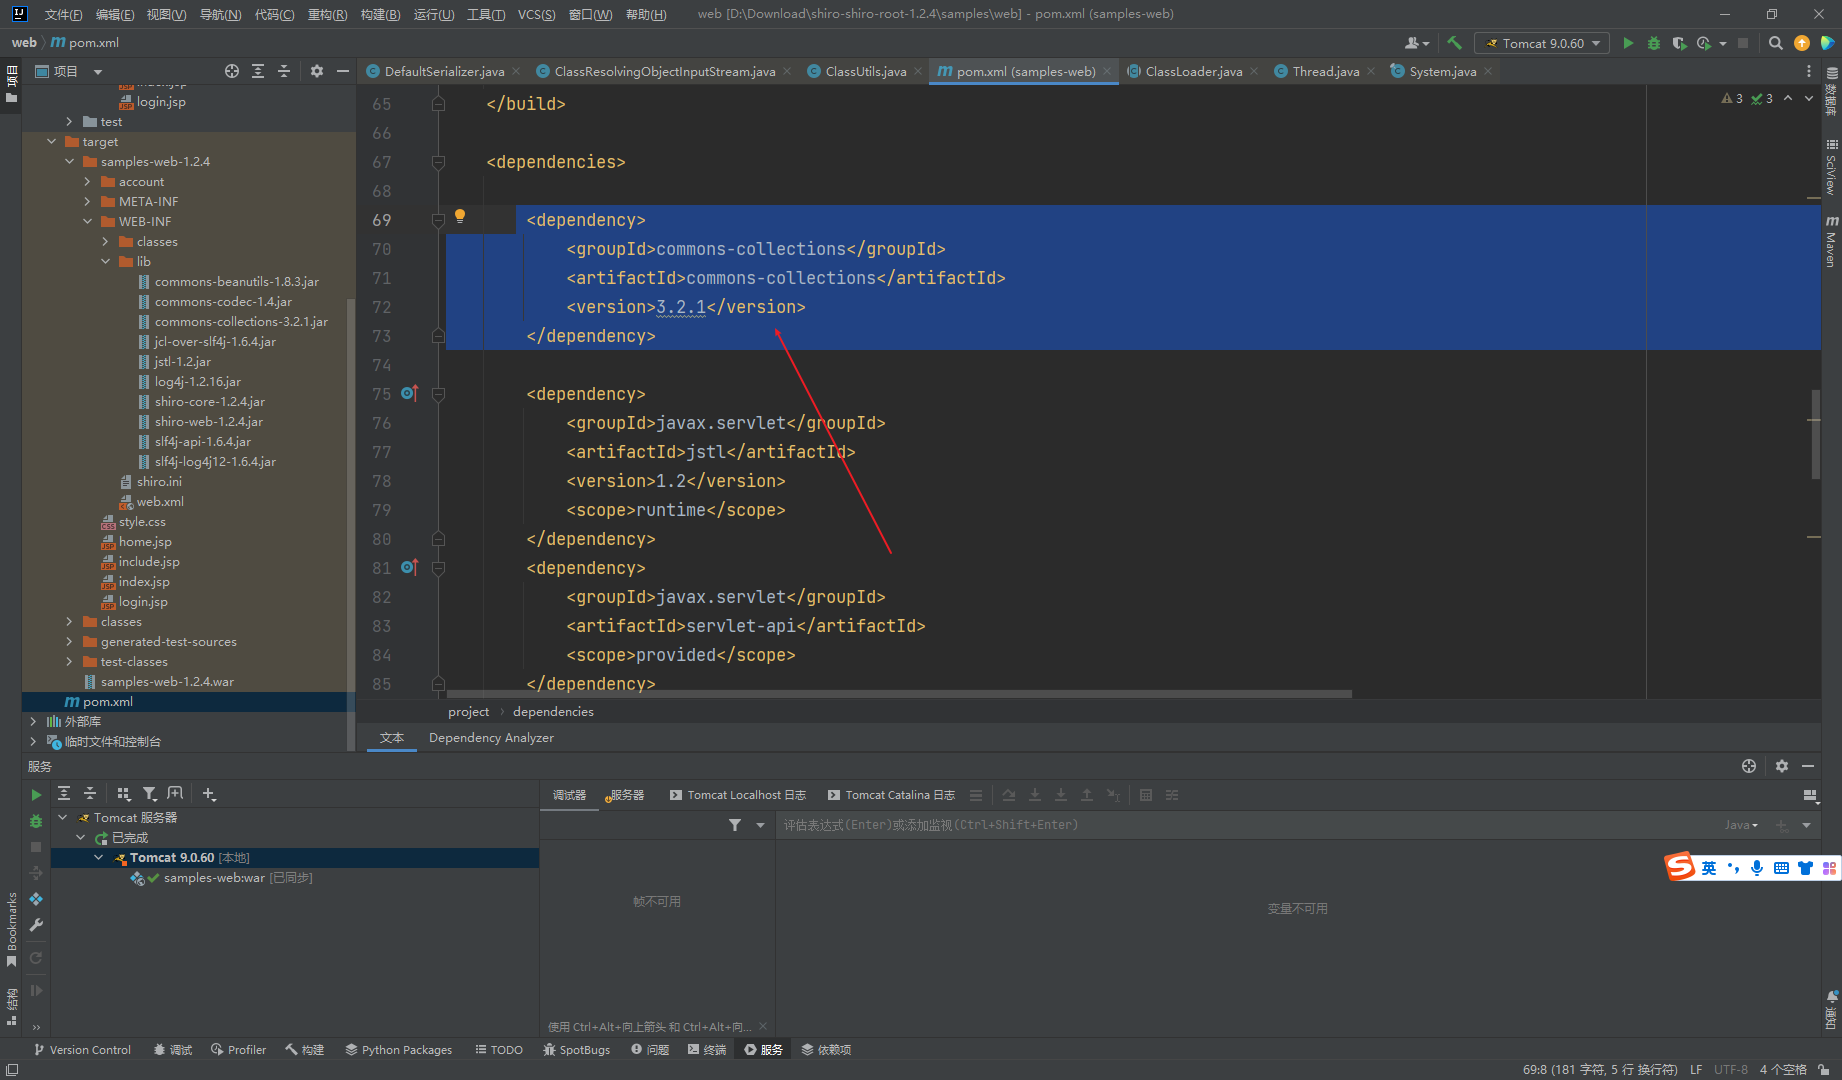 文件(F) 编辑(E) 视图(V) 导航(N) 代码(C) 重构(R) 构建(B) 运行(U) 工具(T) VCS(S) 窗口(W) 帮助(H) web [D:\Download\shiro-shiro-root-1.2.4\samples\web] - pom.xml (samples-web)
web m pom.xml
Tomcat 9.0.60
项目
项目
DefaultSerializer.java
ClassResolvingObjectInputStream.java
ClassUtils.java
pom.xml (samples-web)
ClassLoader.java
Thread.java
System.java
login.jsp
test
target
samples-web-1.2.4
account
META-INF
WEB-INF
classes
lib
commons-beanutils-1.8.3.jar
commons-codec-1.4.jar
commons-collections-3.2.1.jar
jcl-over-slf4j-1.6.4.jar
jstl-1.2.jar
log4j-1.2.16.jar
shiro-core-1.2.4.jar
shiro-web-1.2.4.jar
slf4j-api-1.6.4.jar
slf4j-log4j12-1.6.4.jar
shiro.ini
web.xml
style.css
home.jsp
include.jsp
index.jsp
login.jsp
classes
generated-test-sources
test-classes
samples-web-1.2.4.war
pom.xml
外部库
临时文件和控制台
3 3
65 </build>
66
67 <dependencies>
68
69 <dependency>
70 <groupId>commons-collections</groupId>
71 <artifactId>commons-collections</artifactId>
72 <version>3.2.1</version>
73 </dependency>
74
75 <dependency>
76 <groupId>javax.servlet</groupId>
77 <artifactId>jstl</artifactId>
78 <version>1.2</version>
79 <scope>runtime</scope>
80 </dependency>
81 <dependency>
82 <groupId>javax.servlet</groupId>
83 <artifactId>servlet-api</artifactId>
84 <scope>provided</scope>
85 </dependency>
project dependencies
文本 Dependency Analyzer
数据库
SciView
Maven
通知
服务
Tomcat 服务器
已完成
Tomcat 9.0.60 [本地]
samples-web:war [已同步]
调试器 服务器 Tomcat Localhost 日志 Tomcat Catalina 日志
评估表达式(Enter)或添加监视(Ctrl+Shift+Enter)
Java
帧不可用
变量不可用
使用 Ctrl+Alt+向上箭头 和 Ctrl+Alt+向...
英
Bookmarks
结构
Version Control 调试 Profiler 构建 Python Packages TODO SpotBugs 问题 终端 服务 依赖项
69:8 (181 字符, 5 行 换行符) LF UTF-8 4 个空格